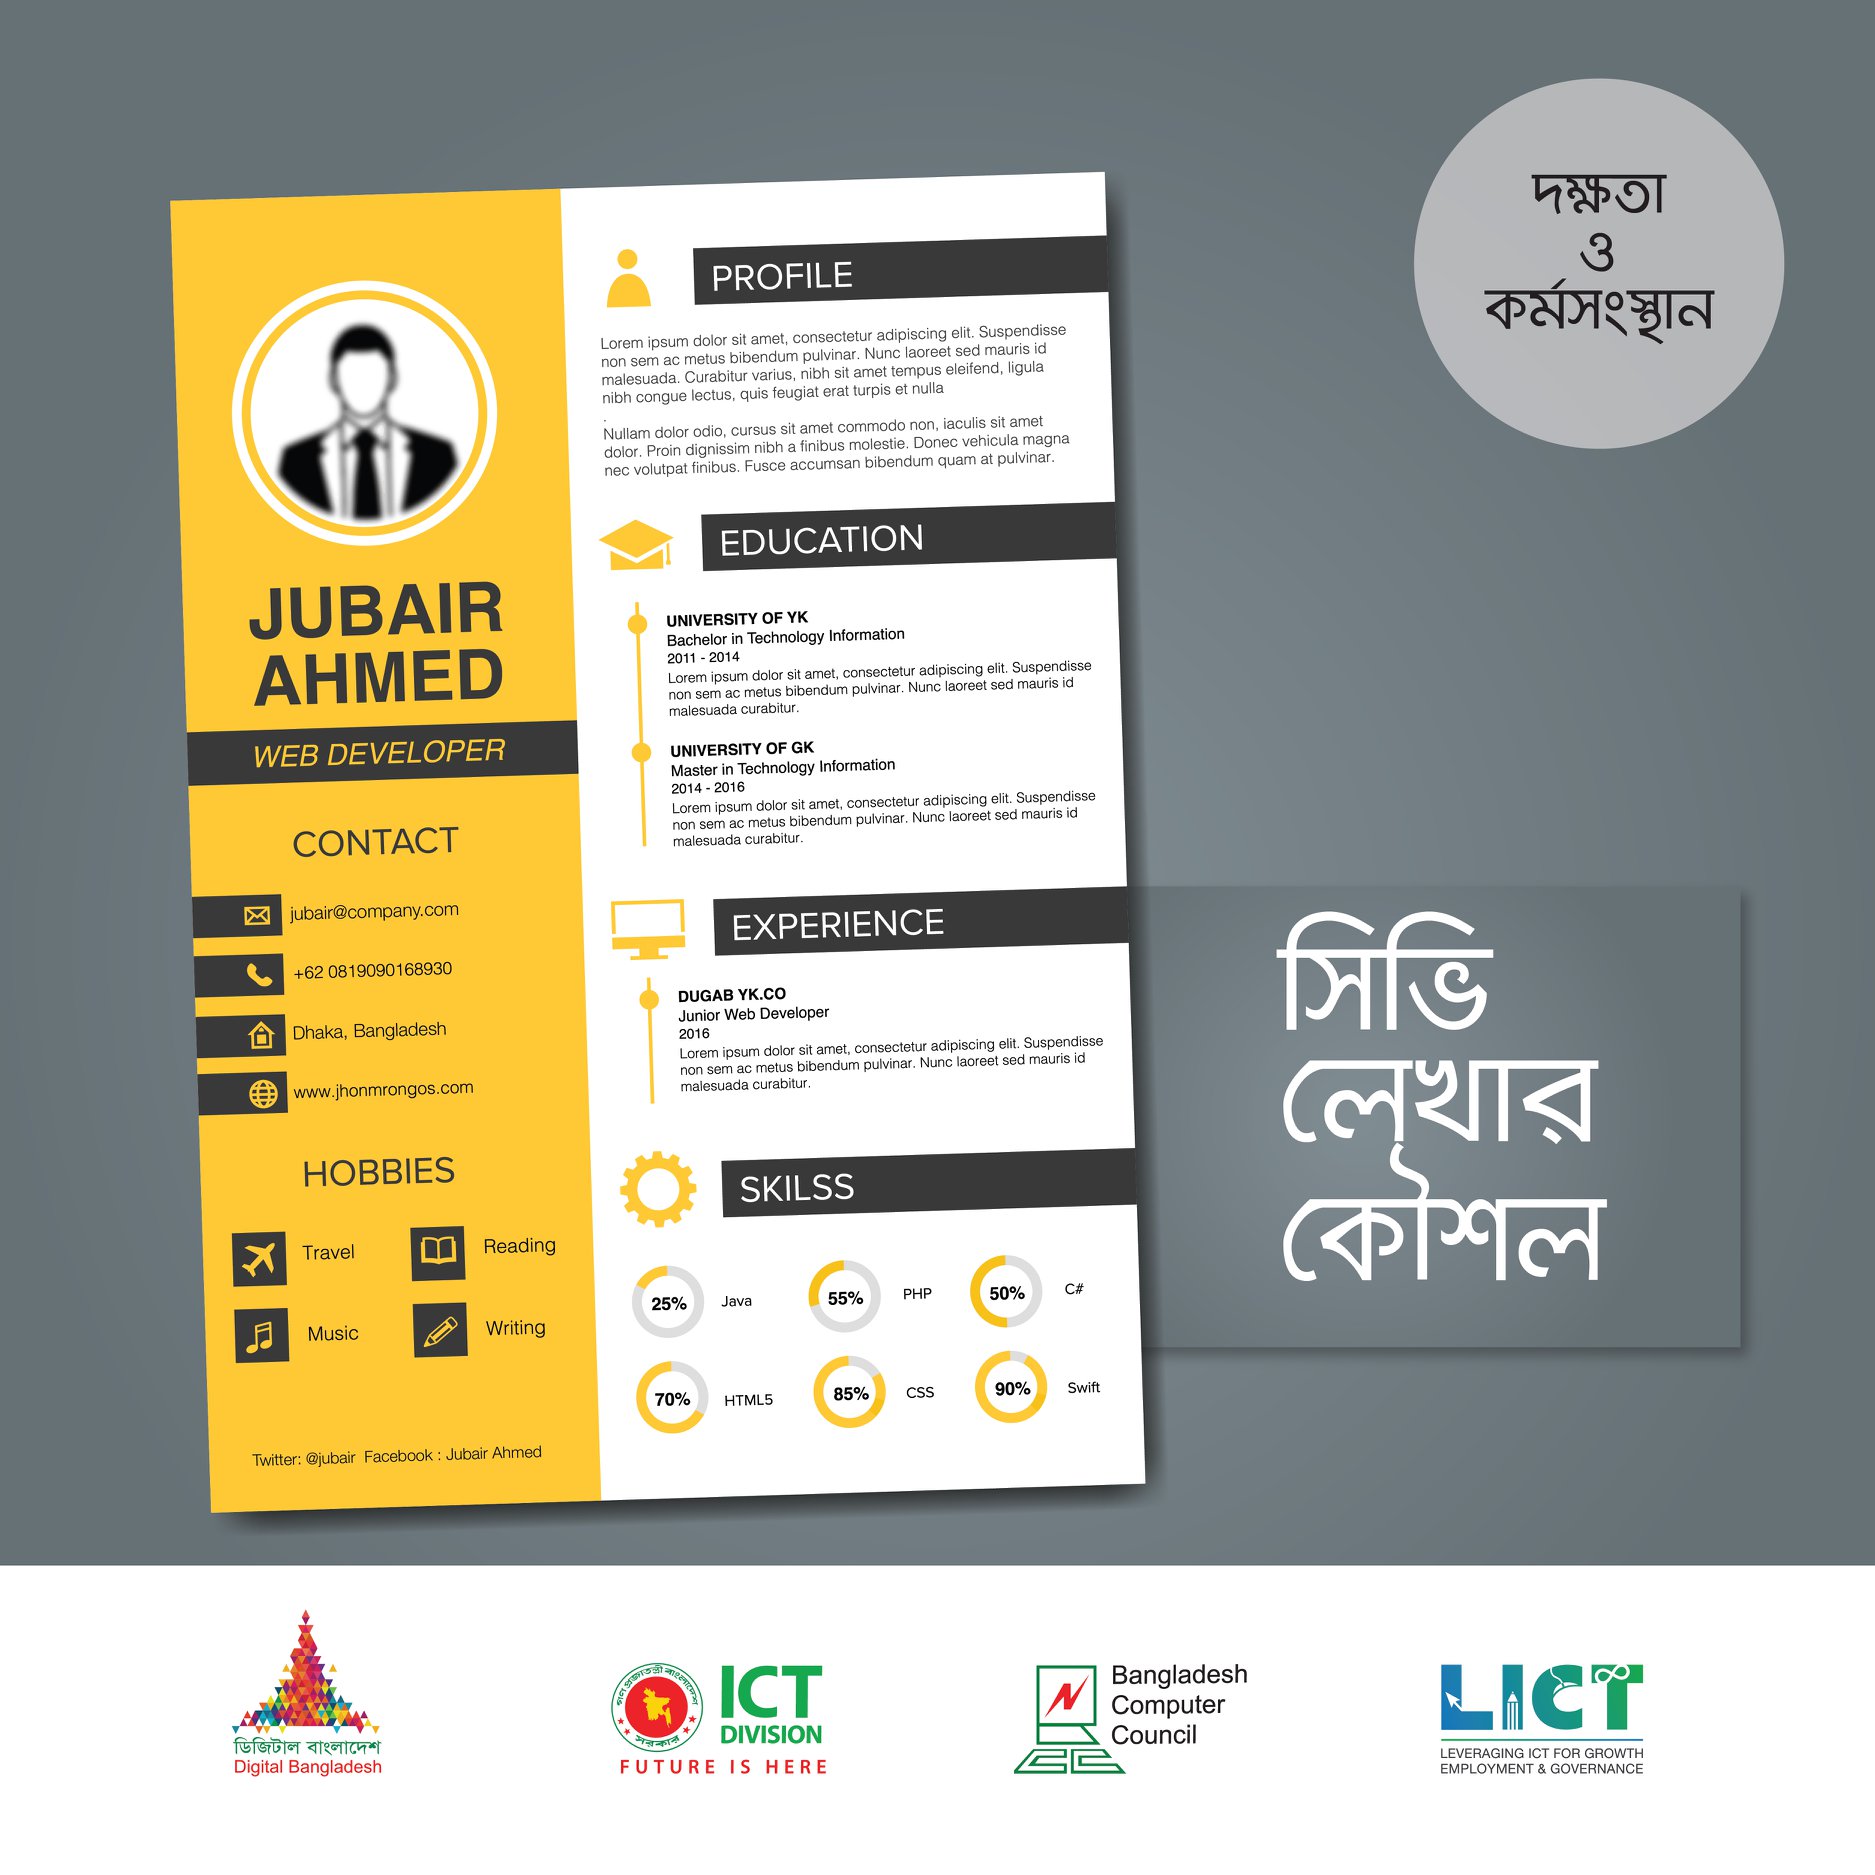 দক্ষতা
ও
কর্মসংস্থান
JUBAIR
AHMED
WEB DEVELOPER
CONTACT
jubair@company.com
+62 0819090168930
Dhaka, Bangladesh
www.jhonmrongos.com
HOBBIES
Travel
Reading
Music
Writing
Twitter: @jubair Facebook : Jubair Ahmed
PROFILE
Lorem ipsum dolor sit amet, consectetur adipiscing elit. Suspendisse
non sem ac metus bibendum pulvinar. Nunc laoreet sed mauris id
malesuada. Curabitur varius, nibh sit amet tempus eleifend, ligula
nibh congue lectus, quis feugiat erat turpis et nulla
.
Nullam dolor odio, cursus sit amet commodo non, iaculis sit amet
dolor. Proin dignissim nibh a finibus molestie. Donec vehicula magna
nec volutpat finibus. Fusce accumsan bibendum quam at pulvinar.
EDUCATION
UNIVERSITY OF YK
Bachelor in Technology Information
2011 - 2014
Lorem ipsum dolor sit amet, consectetur adipiscing elit. Suspendisse
non sem ac metus bibendum pulvinar. Nunc laoreet sed mauris id
malesuada curabitur.
UNIVERSITY OF GK
Master in Technology Information
2014 - 2016
Lorem ipsum dolor sit amet, consectetur adipiscing elit. Suspendisse
non sem ac metus bibendum pulvinar. Nunc laoreet sed mauris id
malesuada curabitur.
EXPERIENCE
DUGAB YK.CO
Junior Web Developer
2016
Lorem ipsum dolor sit amet, consectetur adipiscing elit. Suspendisse
non sem ac metus bibendum pulvinar. Nunc laoreet sed mauris id
malesuada curabitur.
SKILSS
25% Java
55% PHP
50% C#
70% HTML5
85% CSS
90% Swift
সিভি
লেখার
কৌশল
ডিজিটাল বাংলাদেশ
Digital Bangladesh
গণপ্রজাতন্ত্রী বাংলাদেশ
সরকার
ICT
DIVISION
FUTURE IS HERE
Bangladesh
Computer
Council
LICT
LEVERAGING ICT FOR GROWTH
EMPLOYMENT & GOVERNANCE